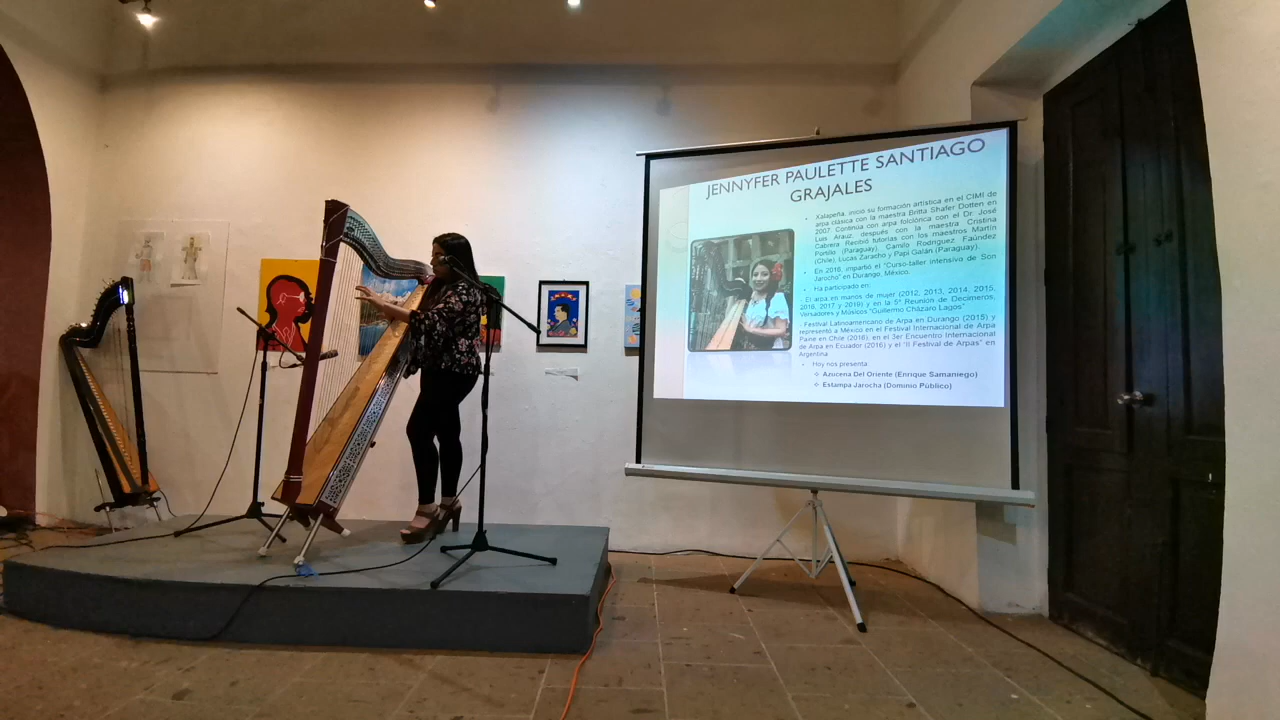 JENNYFER PAULETTE SANTIAGO
GRAJALES
• Xalapeña, inició su formación artística en el CIMI de
arpa clásica con la maestra Britta Shafer Dotten en
2007. Continúa con arpa folclórica con el Dr. José
Luis Arauz, después con la maestra Cristina
Cabrera Recibió tutorías con los maestros Martín
Portillo (Paraguay), Camilo Rodríguez Faúndez
(Chile), Lucas Zaracho y Papi Galán (Paraguay).
• En 2016, impartió el "Curso-taller intensivo de Son
Jarocho" en Durango, México.
• Ha participado en:
- El arpa en manos de mujer (2012, 2013, 2014, 2015,
2016, 2017 y 2019) y en la 5ª Reunión de Decimeros,
Versadores y Músicos "Guillermo Cházaro Lagos"
- Festival Latinoamericano de Arpa en Durango (2015) y
representó a México en el Festival Internacional de Arpa
Paine en Chile (2016), en el 3er Encuentro Internacional
de Arpa en Ecuador (2016) y el "II Festival de Arpas" en
Argentina
• Hoy nos presenta
❖ Azucena Del Oriente (Enrique Samaniego)
❖ Estampa Jarocha (Dominio Público)